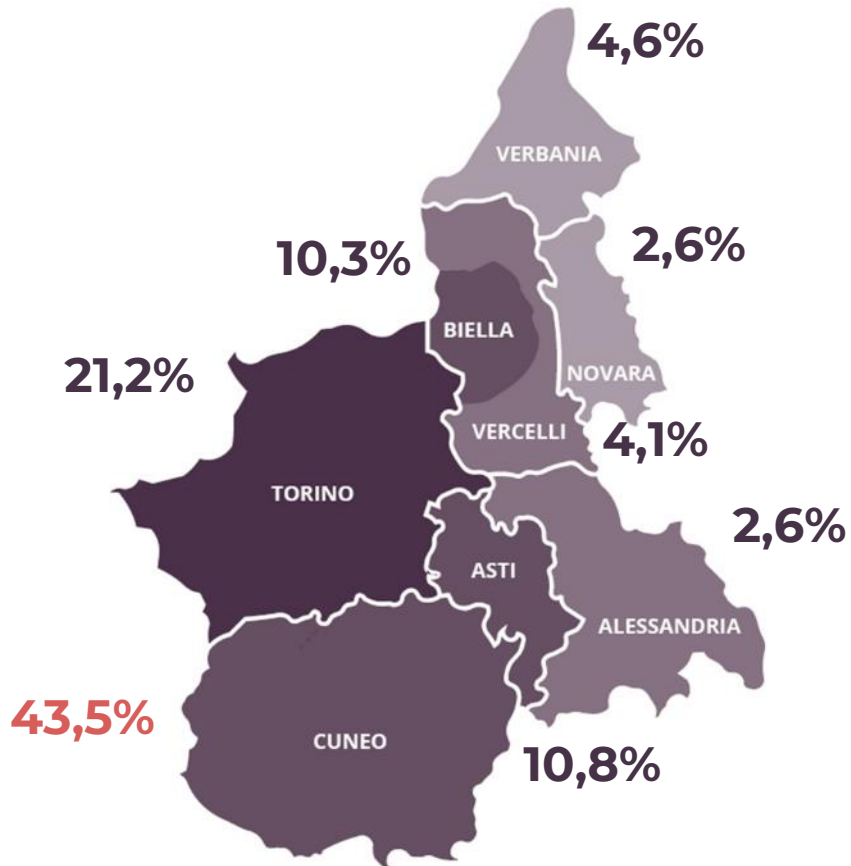 4,6%
VERBANIA
10,3%
2,6%
BIELLA
21,2%
NOVARA
VERCELLI
4,1%
TORINO
2,6%
ASTI
ALESSANDRIA
43,5%
CUNEO
10,8%